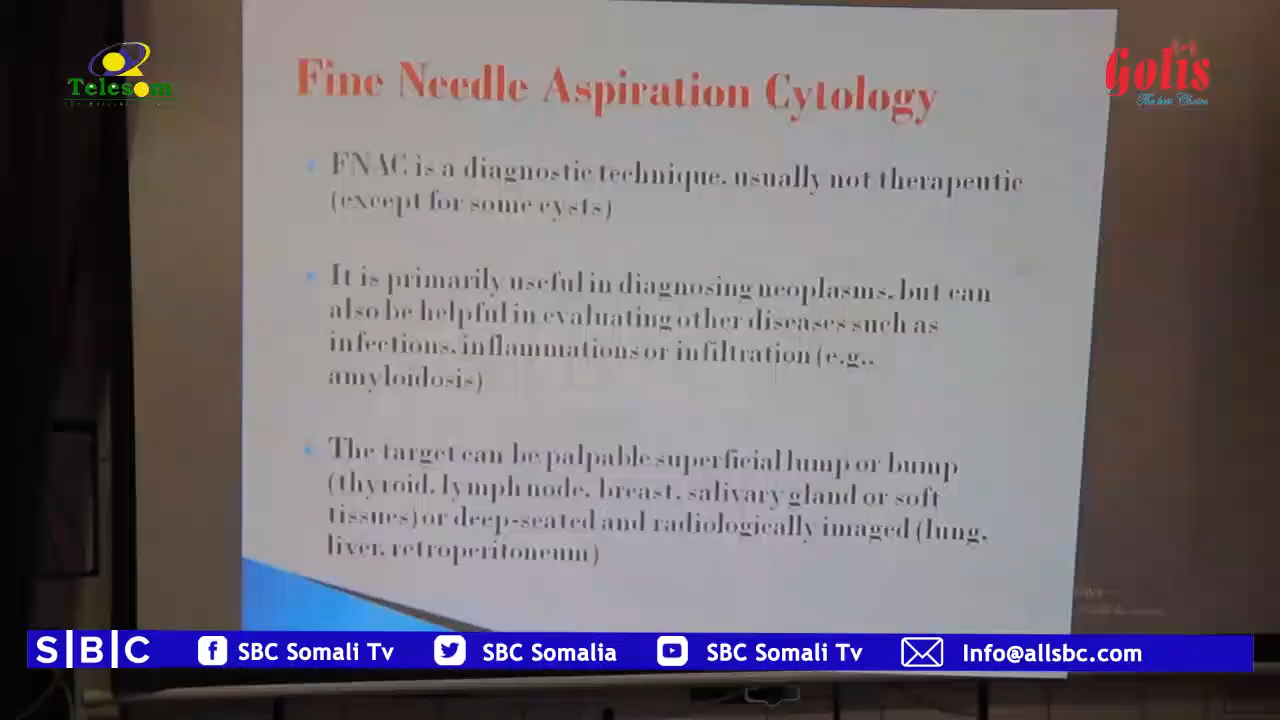 Telesom
Golis
The best Choice
Fine Needle Aspiration Cytology
FNAC is a diagnostic technique, usually not therapeutic
(except for some cysts)
It is primarily useful in diagnosing neoplasms, but can
also be helpful in evaluating other diseases such as
infections, inflammations or infiltration (e.g.,
amyloidosis)
The target can be palpable superficial lump or bump
(thyroid, lymph node, breast, salivary gland or soft
tissues) or deep-seated and radiologically imaged (lung,
liver, retroperitoneum)
S|B|C
SBC Somali Tv
SBC Somalia
SBC Somali Tv
Info@allsbc.com